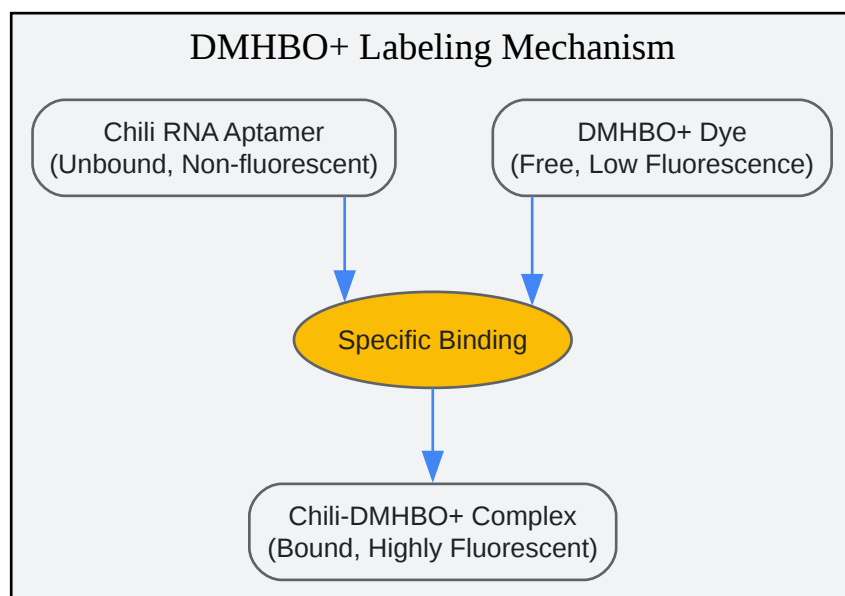 DMHBO+ Labeling Mechanism
Chili RNA Aptamer
(Unbound, Non-fluorescent)
DMHBO+ Dye
(Free, Low Fluorescence)
Specific Binding
Chili-DMHBO+ Complex
(Bound, Highly Fluorescent)